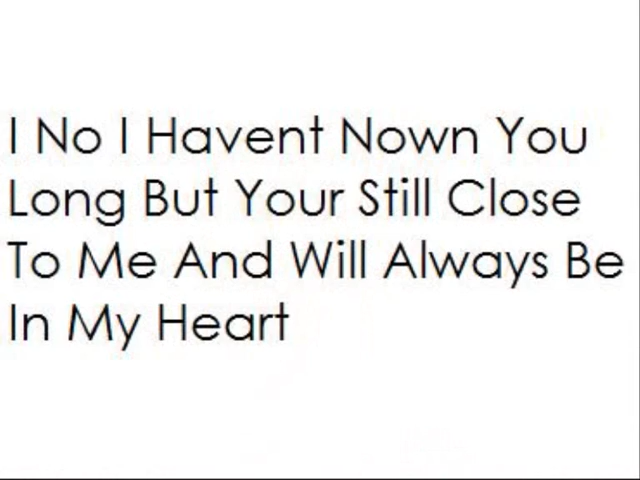 I No I Havent Nown You
Long But Your Still Close
To Me And Will Always Be
In My Heart